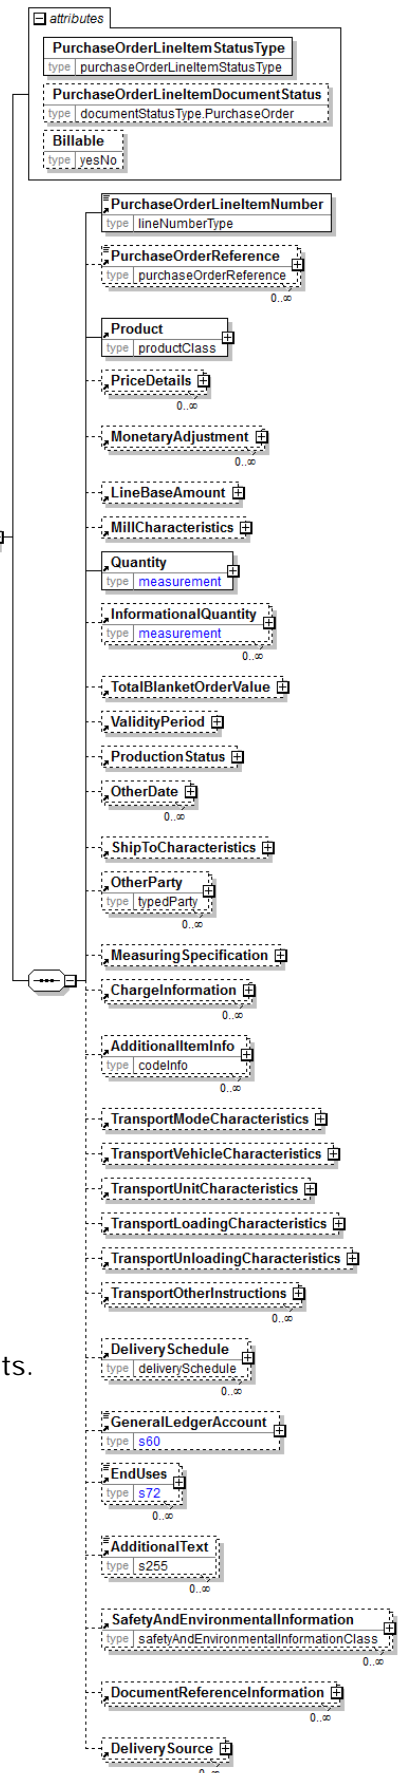 attributes
PurchaseOrderLineItemStatusType
type purchaseOrderLineItemStatusType
PurchaseOrderLineItemDocumentStatus
type documentStatusType.PurchaseOrder
Billable
type yesNo
PurchaseOrderLineItemNumber
type lineNumberType
PurchaseOrderReference
type purchaseOrderReference
0..∞
Product
type productClass
PriceDetails
0..∞
MonetaryAdjustment
0..∞
LineBaseAmount
MillCharacteristics
Quantity
type measurement
InformationalQuantity
type measurement
0..∞
TotalBlanketOrderValue
ValidityPeriod
ProductionStatus
OtherDate
0..∞
ShipToCharacteristics
OtherParty
type typedParty
0..∞
MeasuringSpecification
ChargeInformation
0..∞
AdditionalItemInfo
type codeInfo
0..∞
TransportModeCharacteristics
TransportVehicleCharacteristics
TransportUnitCharacteristics
TransportLoadingCharacteristics
TransportUnloadingCharacteristics
TransportOtherInstructions
0..∞
DeliverySchedule
ts.
type deliverySchedule
0..∞
GeneralLedgerAccount
type s60
EndUses
type s72
0..∞
AdditionalText
type s255
0..∞
SafetyAndEnvironmentalInformation
type safetyAndEnvironmentalInformationClass
0..∞
DocumentReferenceInformation
0..∞
DeliverySource
0..∞